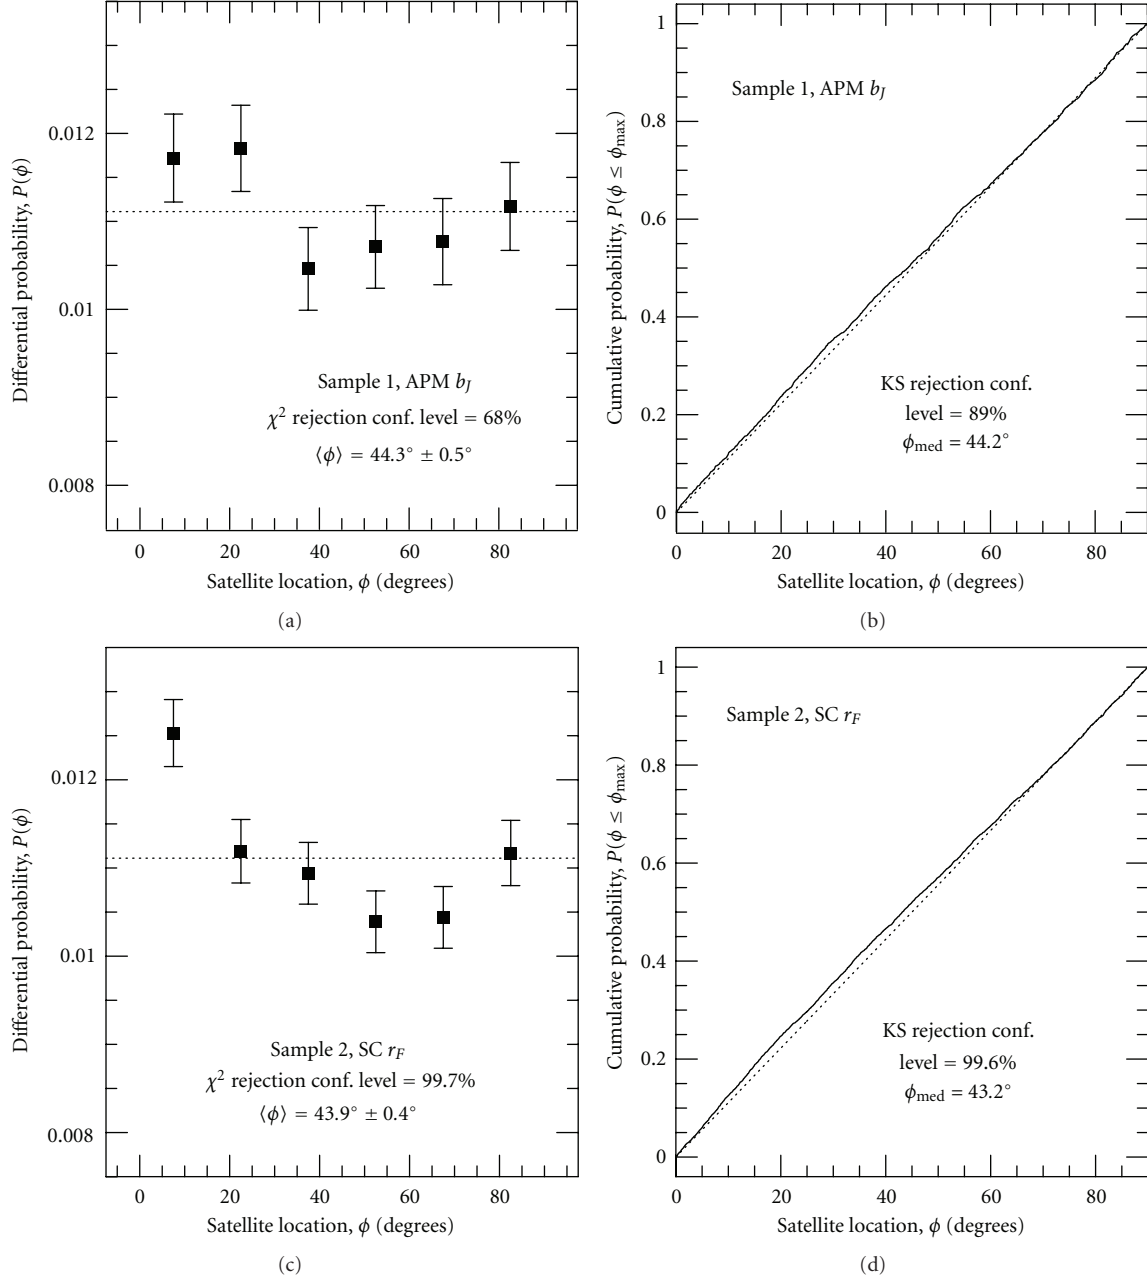 Differential probability, P(ϕ)
0.012
0.01
0.008
Sample 1, APM b_J
χ² rejection conf. level = 68%
⟨ϕ⟩ = 44.3° ± 0.5°
0 20 40 60 80
Satellite location, ϕ (degrees)
(a)
Cumulative probability, P(ϕ ≤ ϕ_max)
1
0.8
0.6
0.4
0.2
0
Sample 1, APM b_J
KS rejection conf.
level = 89%
ϕ_med = 44.2°
0 20 40 60 80
Satellite location, ϕ (degrees)
(b)
Differential probability, P(ϕ)
0.012
0.01
0.008
Sample 2, SC r_F
χ² rejection conf. level = 99.7%
⟨ϕ⟩ = 43.9° ± 0.4°
0 20 40 60 80
Satellite location, ϕ (degrees)
(c)
Cumulative probability, P(ϕ ≤ ϕ_max)
1
0.8
0.6
0.4
0.2
0
Sample 2, SC r_F
KS rejection conf.
level = 99.6%
ϕ_med = 43.2°
0 20 40 60 80
Satellite location, ϕ (degrees)
(d)